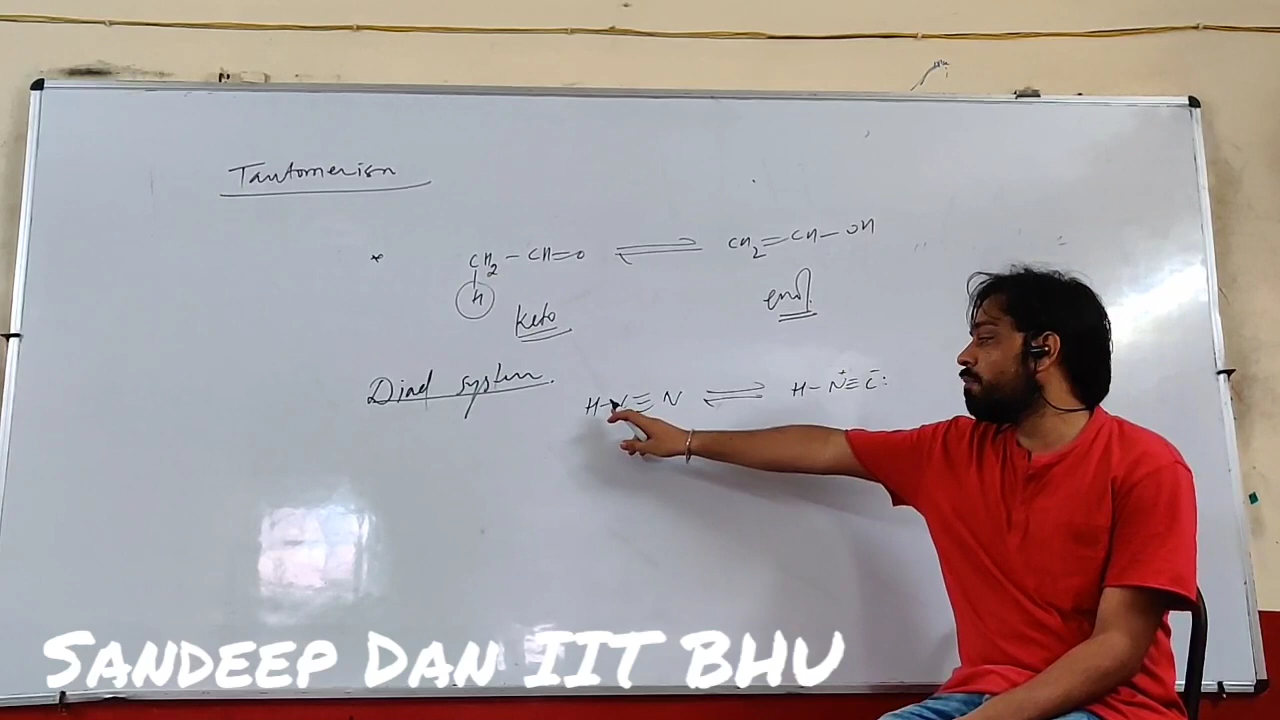 Tautomerism
* CH₂ – CH = O ⇌ CH₂ = CH – OH
H
Keto
enol
Diad system
H – C ≡ N ⇌ H – N⁺ ≡ C⁻:
SANDEEP DAN IIT BHU